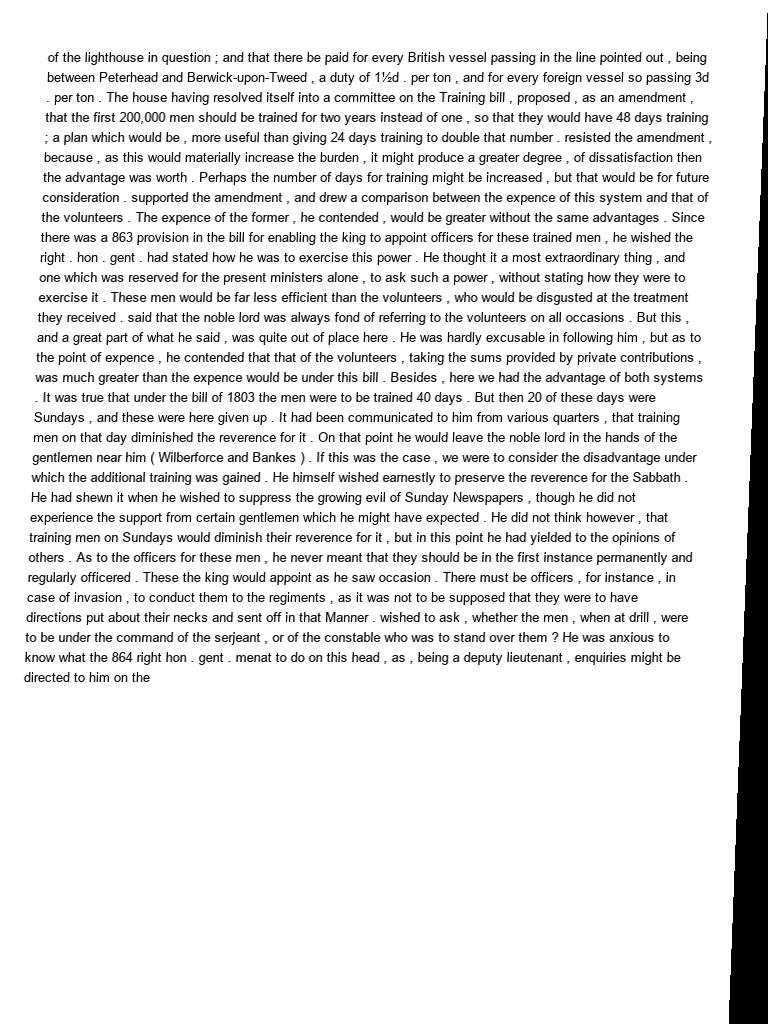 of the lighthouse in question ; and that there be paid for every British vessel passing in the line pointed out , being
between Peterhead and Berwick-upon-Tweed , a duty of 1½d . per ton , and for every foreign vessel so passing 3d
. per ton . The house having resolved itself into a committee on the Training bill , proposed , as an amendment ,
that the first 200,000 men should be trained for two years instead of one , so that they would have 48 days training
; a plan which would be , more useful than giving 24 days training to double that number . resisted the amendment ,
because , as this would materially increase the burden , it might produce a greater degree , of dissatisfaction then
the advantage was worth . Perhaps the number of days for training might be increased , but that would be for future
consideration . supported the amendment , and drew a comparison between the expence of this system and that of
the volunteers . The expence of the former , he contended , would be greater without the same advantages . Since
there was a 863 provision in the bill for enabling the king to appoint officers for these trained men , he wished the
right . hon . gent . had stated how he was to exercise this power . He thought it a most extraordinary thing , and
one which was reserved for the present ministers alone , to ask such a power , without stating how they were to
exercise it . These men would be far less efficient than the volunteers , who would be disgusted at the treatment
they received . said that the noble lord was always fond of referring to the volunteers on all occasions . But this ,
and a great part of what he said , was quite out of place here . He was hardly excusable in following him , but as to
the point of expence , he contended that that of the volunteers , taking the sums provided by private contributions ,
was much greater than the expence would be under this bill . Besides , here we had the advantage of both systems
. It was true that under the bill of 1803 the men were to be trained 40 days . But then 20 of these days were
Sundays , and these were here given up . It had been communicated to him from various quarters , that training
men on that day diminished the reverence for it . On that point he would leave the noble lord in the hands of the
gentlemen near him ( Wilberforce and Bankes ) . If this was the case , we were to consider the disadvantage under
which the additional training was gained . He himself wished earnestly to preserve the reverence for the Sabbath .
He had shewn it when he wished to suppress the growing evil of Sunday Newspapers , though he did not
experience the support from certain gentlemen which he might have expected . He did not think however , that
training men on Sundays would diminish their reverence for it , but in this point he had yielded to the opinions of
others . As to the officers for these men , he never meant that they should be in the first instance permanently and
regularly officered . These the king would appoint as he saw occasion . There must be officers , for instance , in
case of invasion , to conduct them to the regiments , as it was not to be supposed that they were to have
directions put about their necks and sent off in that Manner . wished to ask , whether the men , when at drill , were
to be under the command of the serjeant , or of the constable who was to stand over them ? He was anxious to
know what the 864 right hon . gent . menat to do on this head , as , being a deputy lieutenant , enquiries might be
directed to him on the